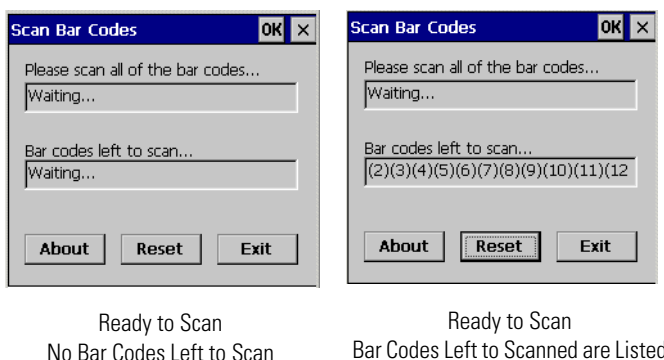 Scan Bar Codes OK ×
Please scan all of the bar codes...
Waiting...
Bar codes left to scan...
Waiting...
About Reset Exit
Ready to Scan
No Bar Codes Left to Scan
Scan Bar Codes OK ×
Please scan all of the bar codes...
Waiting...
Bar codes left to scan...
(2)(3)(4)(5)(6)(7)(8)(9)(10)(11)(12
About Reset Exit
Ready to Scan
Bar Codes Left to Scanned are Listed